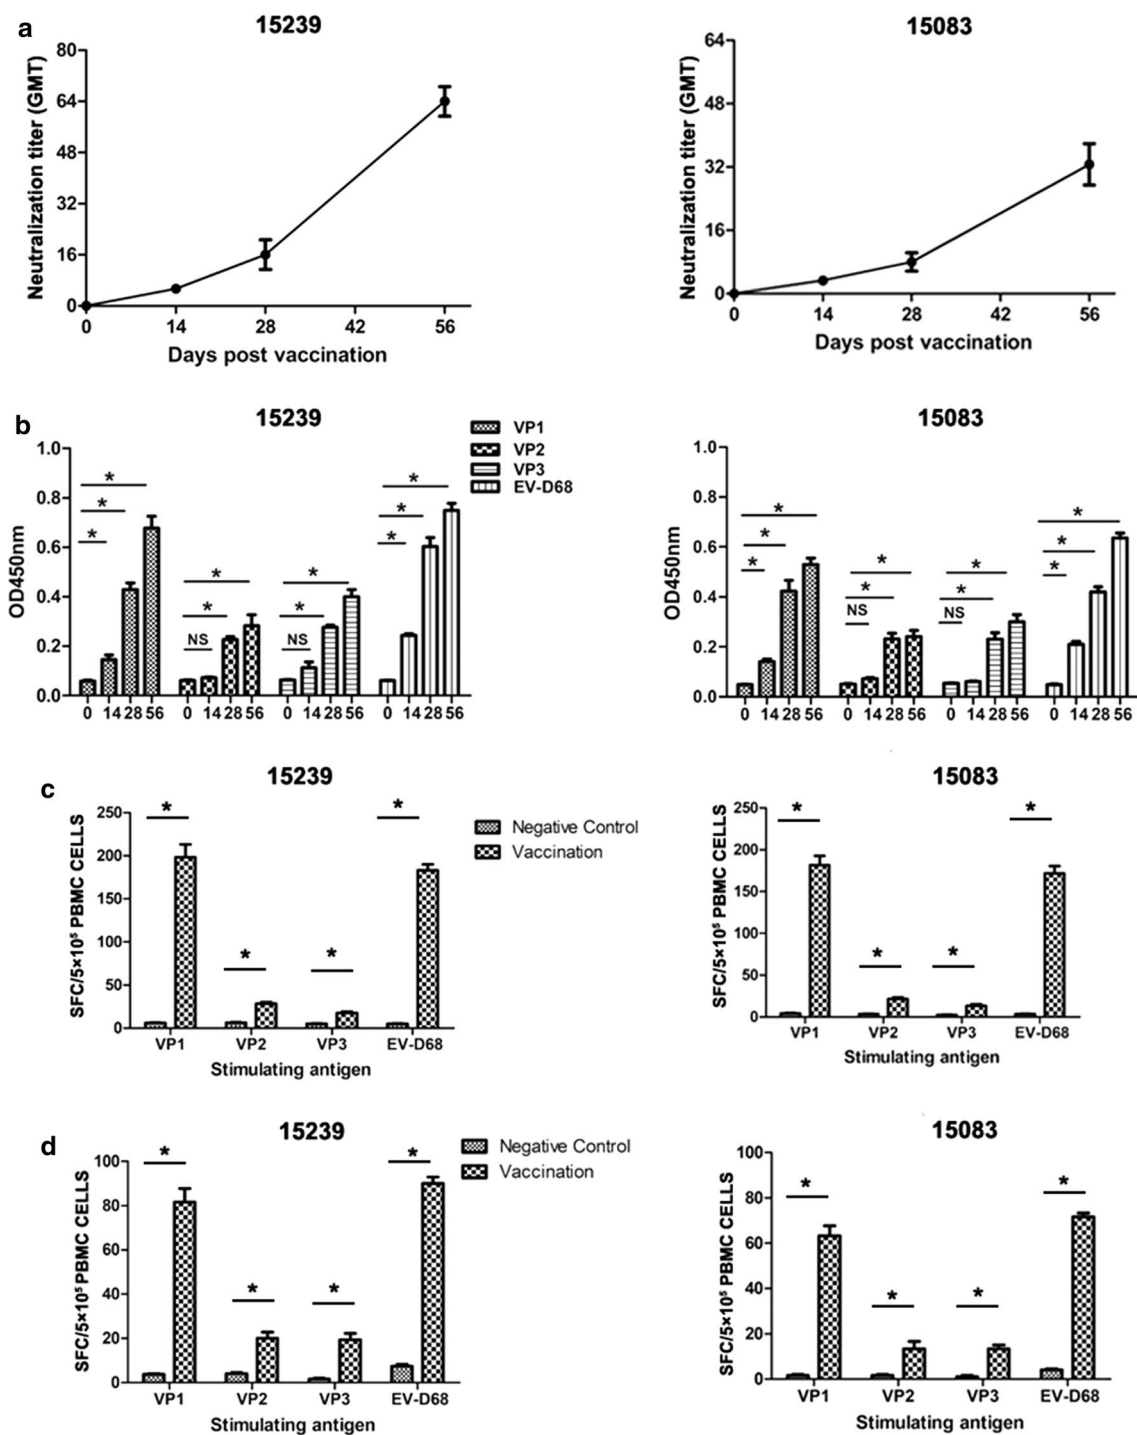 a
15239
Neutralization titer (GMT)
80
64
48
32
16
0
0 14 28 42 56
Days post vaccination
15083
Neutralization titer (GMT)
64
48
32
16
0
0 14 28 42 56
Days post vaccination
b
15239
OD450nm
1.0
0.8
0.6
0.4
0.2
0.0
* * *
NS * *
NS * *
* * *
0 14 28 56 0 14 28 56 0 14 28 56 0 14 28 56
VP1
VP2
VP3
EV-D68
15083
OD450nm
1.0
0.8
0.6
0.4
0.2
0.0
* * *
NS * *
NS * *
* * *
0 14 28 56 0 14 28 56 0 14 28 56 0 14 28 56
c
15239
SFC/5×10⁵ PBMC CELLS
250
200
150
100
50
0
* * * *
VP1 VP2 VP3 EV-D68
Stimulating antigen
Negative Control
Vaccination
15083
SFC/5×10⁵ PBMC CELLS
250
200
150
100
50
0
* * * *
VP1 VP2 VP3 EV-D68
Stimulating antigen
d
15239
SFC/5×10⁵ PBMC CELLS
100
80
60
40
20
0
* * * *
VP1 VP2 VP3 EV-D68
Stimulating antigen
Negative Control
Vaccination
15083
SFC/5×10⁵ PBMC CELLS
100
80
60
40
20
0
* * * *
VP1 VP2 VP3 EV-D68
Stimulating antigen